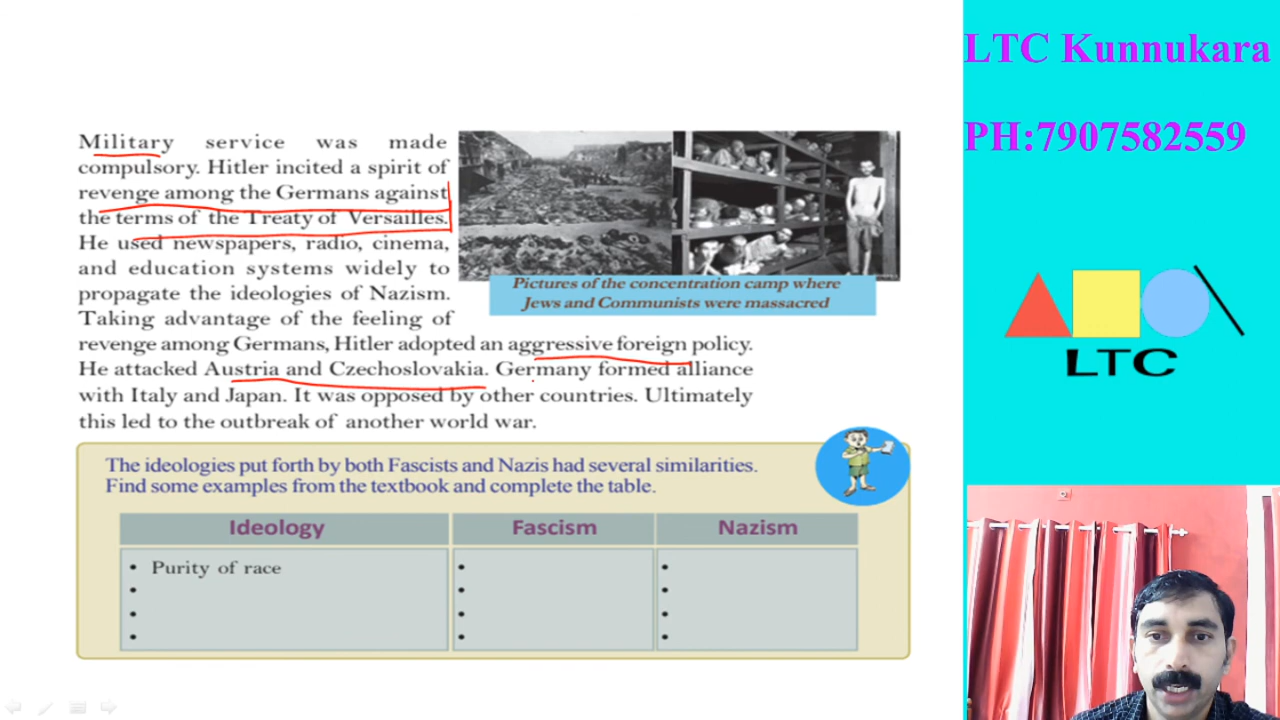 LTC Kunnukara
PH:7907582559
Military service was made
compulsory. Hitler incited a spirit of
revenge among the Germans against
the terms of the Treaty of Versailles.
He used newspapers, radio, cinema,
and education systems widely to
propagate the ideologies of Nazism.
Taking advantage of the feeling of
revenge among Germans, Hitler adopted an aggressive foreign policy.
He attacked Austria and Czechoslovakia. Germany formed alliance
with Italy and Japan. It was opposed by other countries. Ultimately
this led to the outbreak of another world war.
Pictures of the concentration camp where
Jews and Communists were massacred
The ideologies put forth by both Fascists and Nazis had several similarities.
Find some examples from the textbook and complete the table.
Ideology Fascism Nazism
• Purity of race • •
• • •
• • •
• • •
LTC